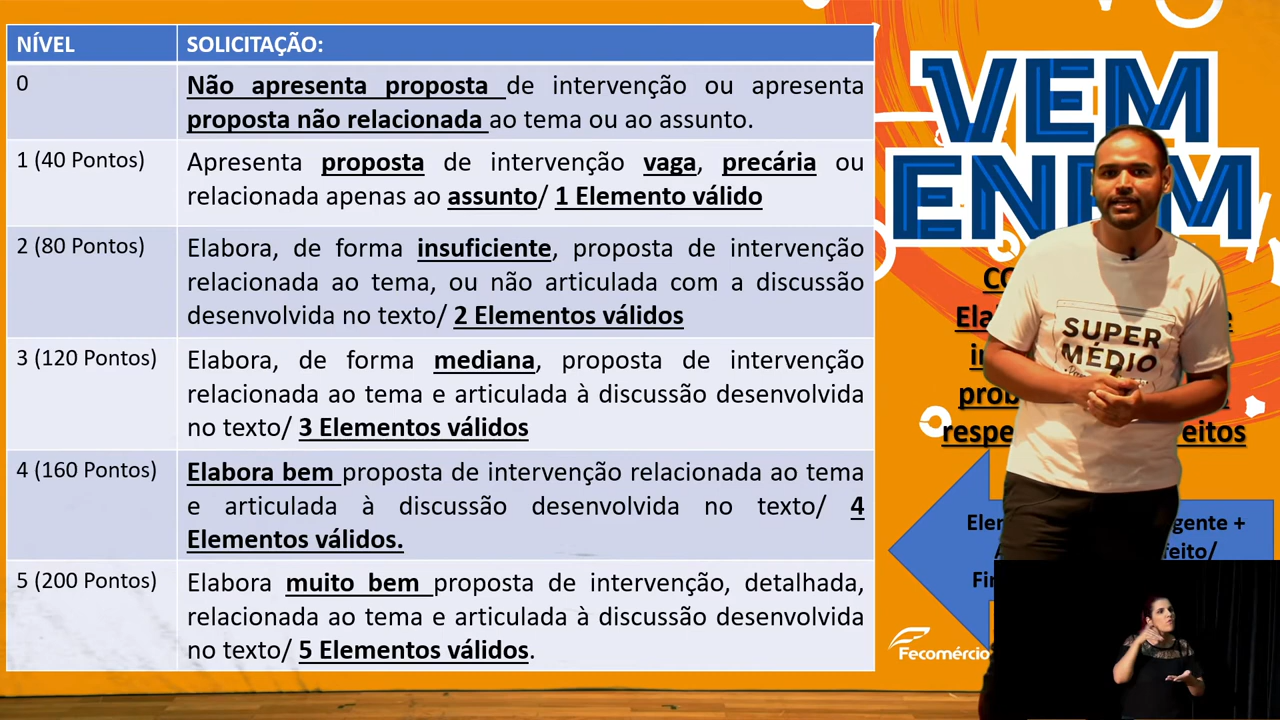 NÍVEL SOLICITAÇÃO:
0 Não apresenta proposta de intervenção ou apresenta
proposta não relacionada ao tema ou ao assunto.
1 (40 Pontos) Apresenta proposta de intervenção vaga, precária ou
relacionada apenas ao assunto/ 1 Elemento válido
2 (80 Pontos) Elabora, de forma insuficiente, proposta de intervenção
relacionada ao tema, ou não articulada com a discussão
desenvolvida no texto/ 2 Elementos válidos
3 (120 Pontos) Elabora, de forma mediana, proposta de intervenção
relacionada ao tema e articulada à discussão desenvolvida
no texto/ 3 Elementos válidos
4 (160 Pontos) Elabora bem proposta de intervenção relacionada ao tema
e articulada à discussão desenvolvida no texto/ 4
Elementos válidos.
5 (200 Pontos) Elabora muito bem proposta de intervenção, detalhada,
relacionada ao tema e articulada à discussão desenvolvida
no texto/ 5 Elementos válidos.
VEM
ENEM
SUPER
MÉDIO
gente +
Fecomércio